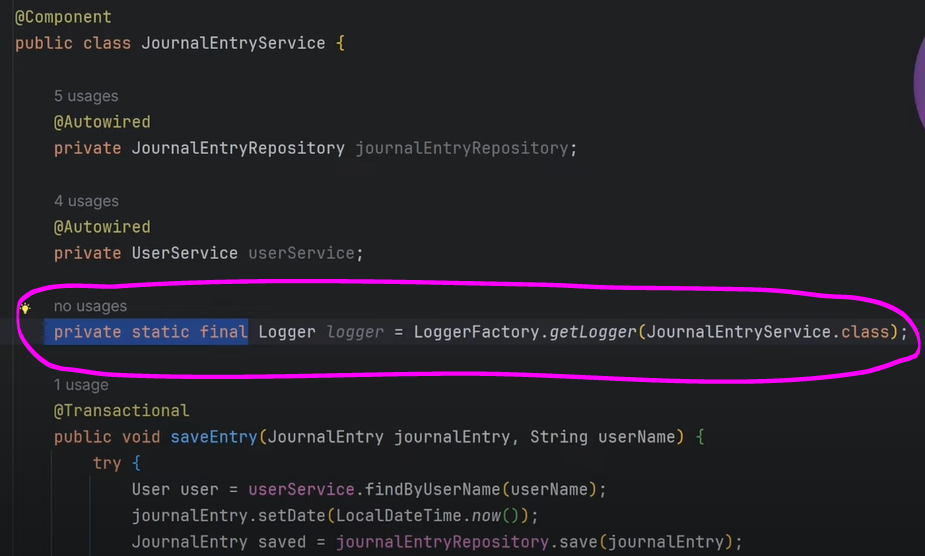 @Component
public class JournalEntryService {
5 usages
@Autowired
private JournalEntryRepository journalEntryRepository;
4 usages
@Autowired
private UserService userService;
no usages
private static final Logger logger = LoggerFactory.getLogger(JournalEntryService.class);
1 usage
@Transactional
public void saveEntry(JournalEntry journalEntry, String userName) {
try {
User user = userService.findByUserName(userName);
journalEntry.setDate(LocalDateTime.now());
JournalEntry saved = journalEntryRepository.save(journalEntry);